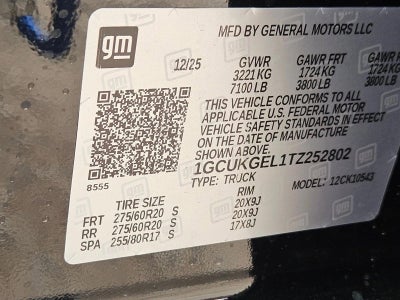 gm
MFD BY GENERAL MOTORS LLC
12/25 GVWR GAWR FRT GAWR RR
3221 KG 1724 KG 1724 KG
7100 LB 3800 LB 3800 LB
THIS VEHICLE CONFORMS TO ALL
APPLICABLE U.S. FEDERAL MOTOR
VEHICLE SAFETY STANDARDS IN EFFECT
ON THE DATE OF MANUFACTURE
8555 1GCUKGEL1TZ252802
TYPE: TRUCK MODEL: 12CK10543
TIRE SIZE RIM
FRT 275/60R20 S 20X9J
RR 275/60R20 S 20X9J
SPA 255/80R17 S 17X8J